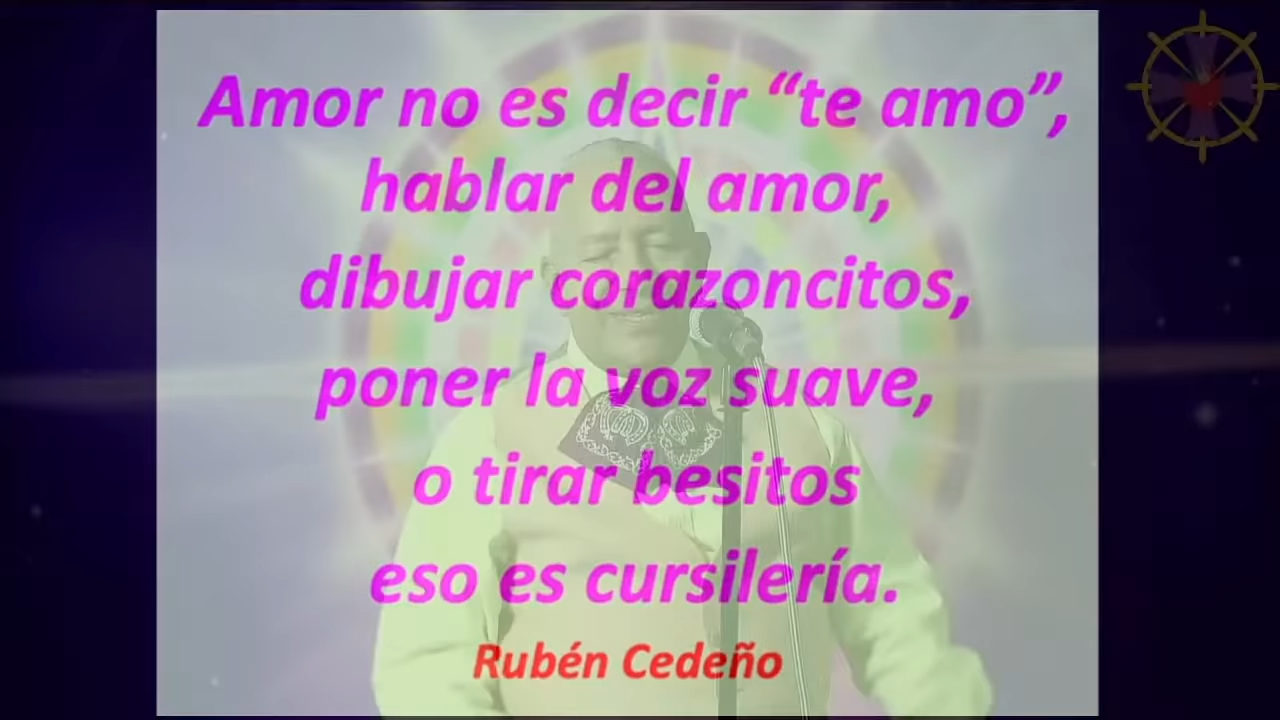 Amor no es decir “te amo”,
hablar del amor,
dibujar corazoncitos,
poner la voz suave,
o tirar besitos
eso es cursilería.
Rubén Cedeño